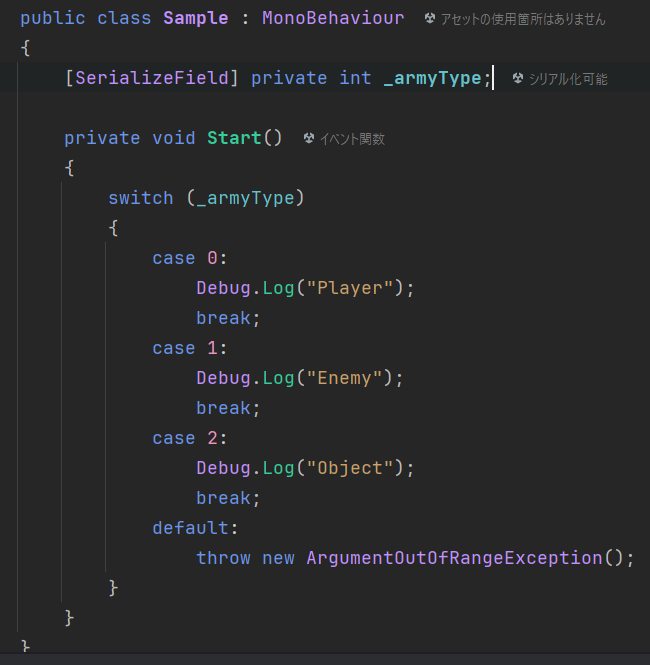 public class Sample : MonoBehaviour アセットの使用箇所はありません
{
[SerializeField] private int _armyType; シリアル化可能
private void Start() イベント関数
{
switch (_armyType)
{
case 0:
Debug.Log("Player");
break;
case 1:
Debug.Log("Enemy");
break;
case 2:
Debug.Log("Object");
break;
default:
throw new ArgumentOutOfRangeException();
}
}
}